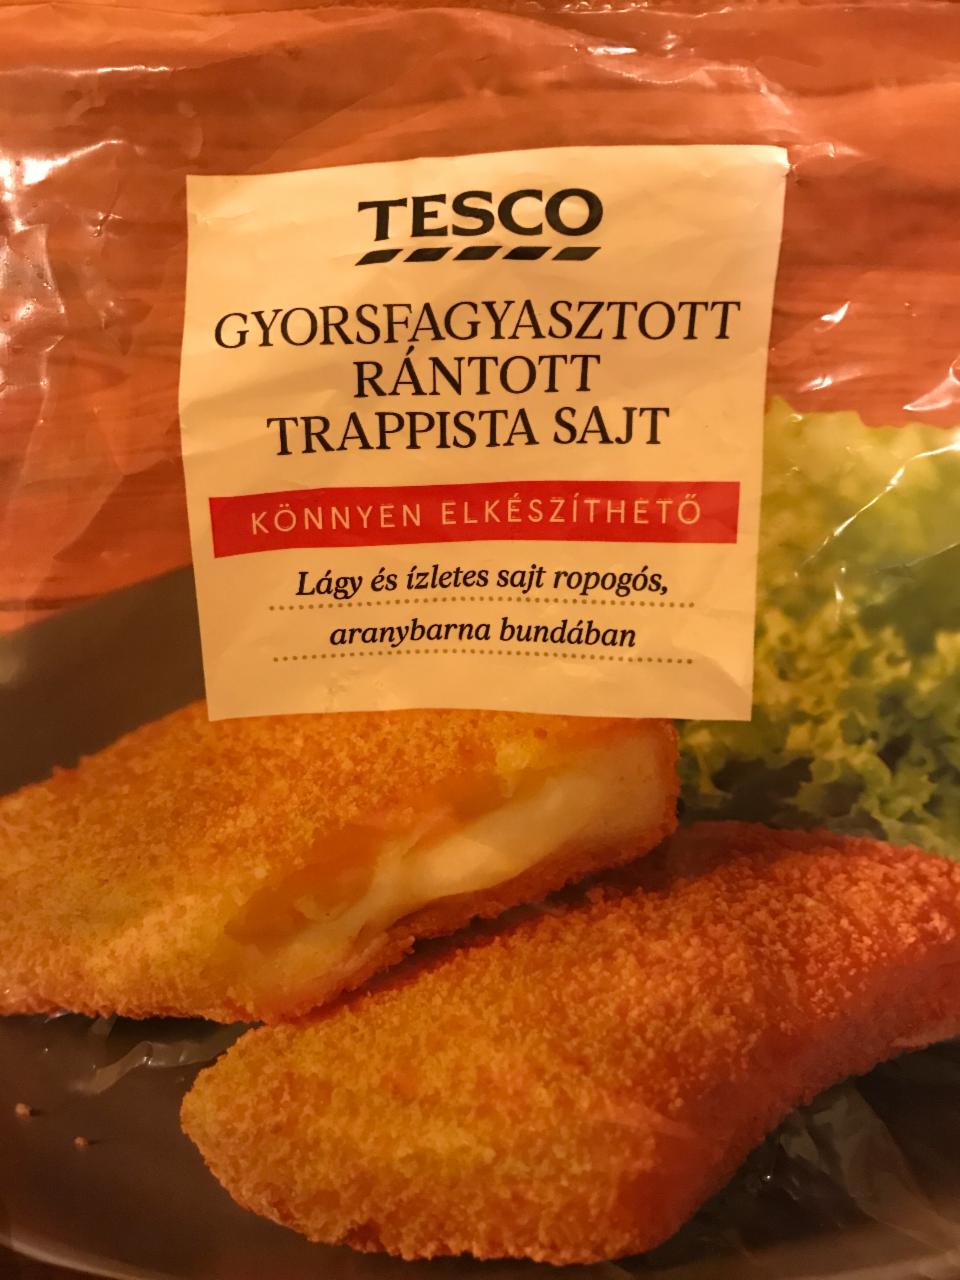 TESCO
GYORSFAGYASZTOTT
RÁNTOTT
TRAPPISTA SAJT
KÖNNYEN ELKÉSZÍTHETŐ
Lágy és ízletes sajt ropogós,
aranybarna bundában